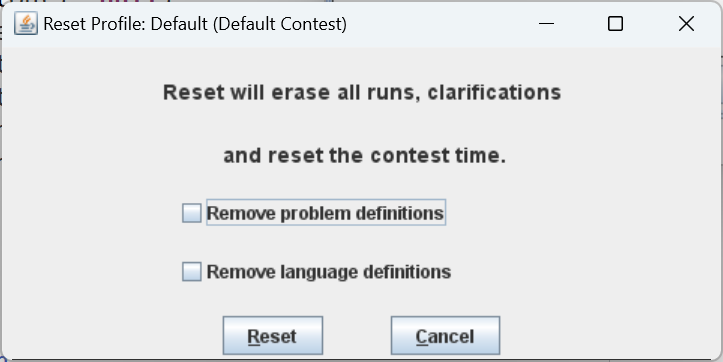 Reset Profile: Default (Default Contest)
Reset will erase all runs, clarifications
and reset the contest time.
Remove problem definitions
Remove language definitions
Reset
Cancel